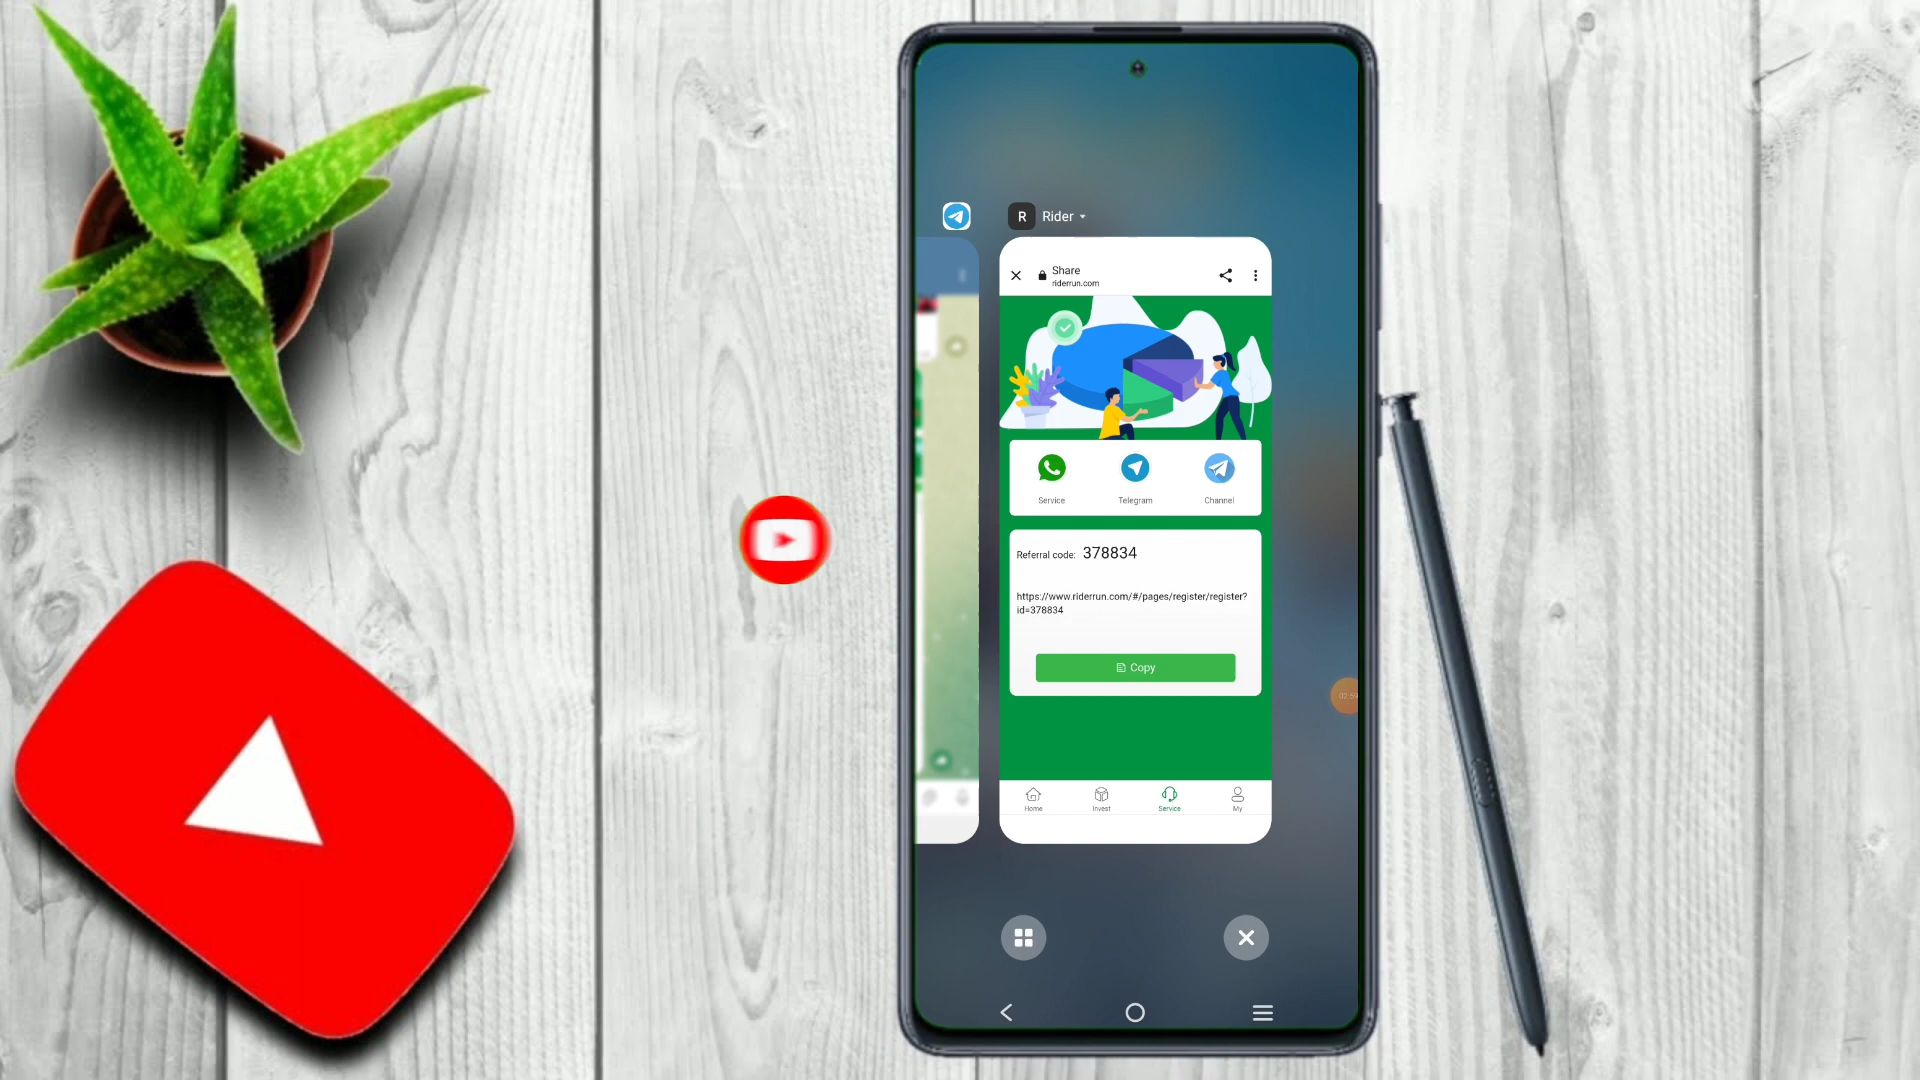 R Rider
Share
riderrun.com
Service
Telegram
Channel
Referral code: 378834
https://www.riderrun.com/#/pages/register/register?
id=378834
Copy
Home
Invest
Service
My